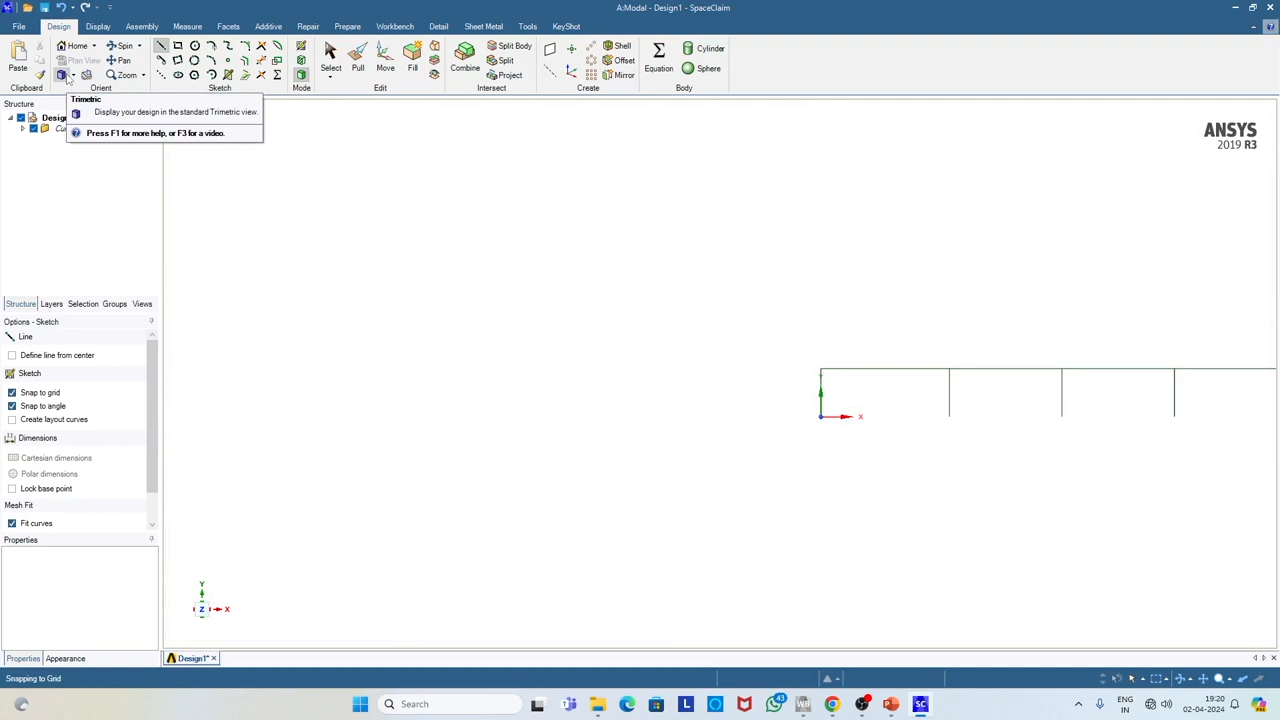 A:Modal - Design1 - SpaceClaim
File Design Display Assembly Measure Facets Additive Repair Prepare Workbench Detail Sheet Metal Tools KeyShot
Paste
Home Spin
Plan View Pan
Zoom
Select Pull Move Fill
Combine
Split Body
Split
Project
Shell
Offset
Mirror
Equation
Cylinder
Sphere
Clipboard Orient Sketch Mode Edit Intersect Create Body
Structure
Trimetric
Display your design in the standard Trimetric view.
Press F1 for more help, or F3 for a video.
ANSYS
2019 R3
Structure Layers Selection Groups Views
Options - Sketch
Line
Define line from center
Sketch
Snap to grid
Snap to angle
Create layout curves
Dimensions
Cartesian dimensions
Polar dimensions
Lock base point
Mesh Fit
Fit curves
Properties
Y
X
Y
Z X
Properties Appearance
Design1*
Snapping to Grid
Search
43
ENG
IN
19:20
02-04-2024